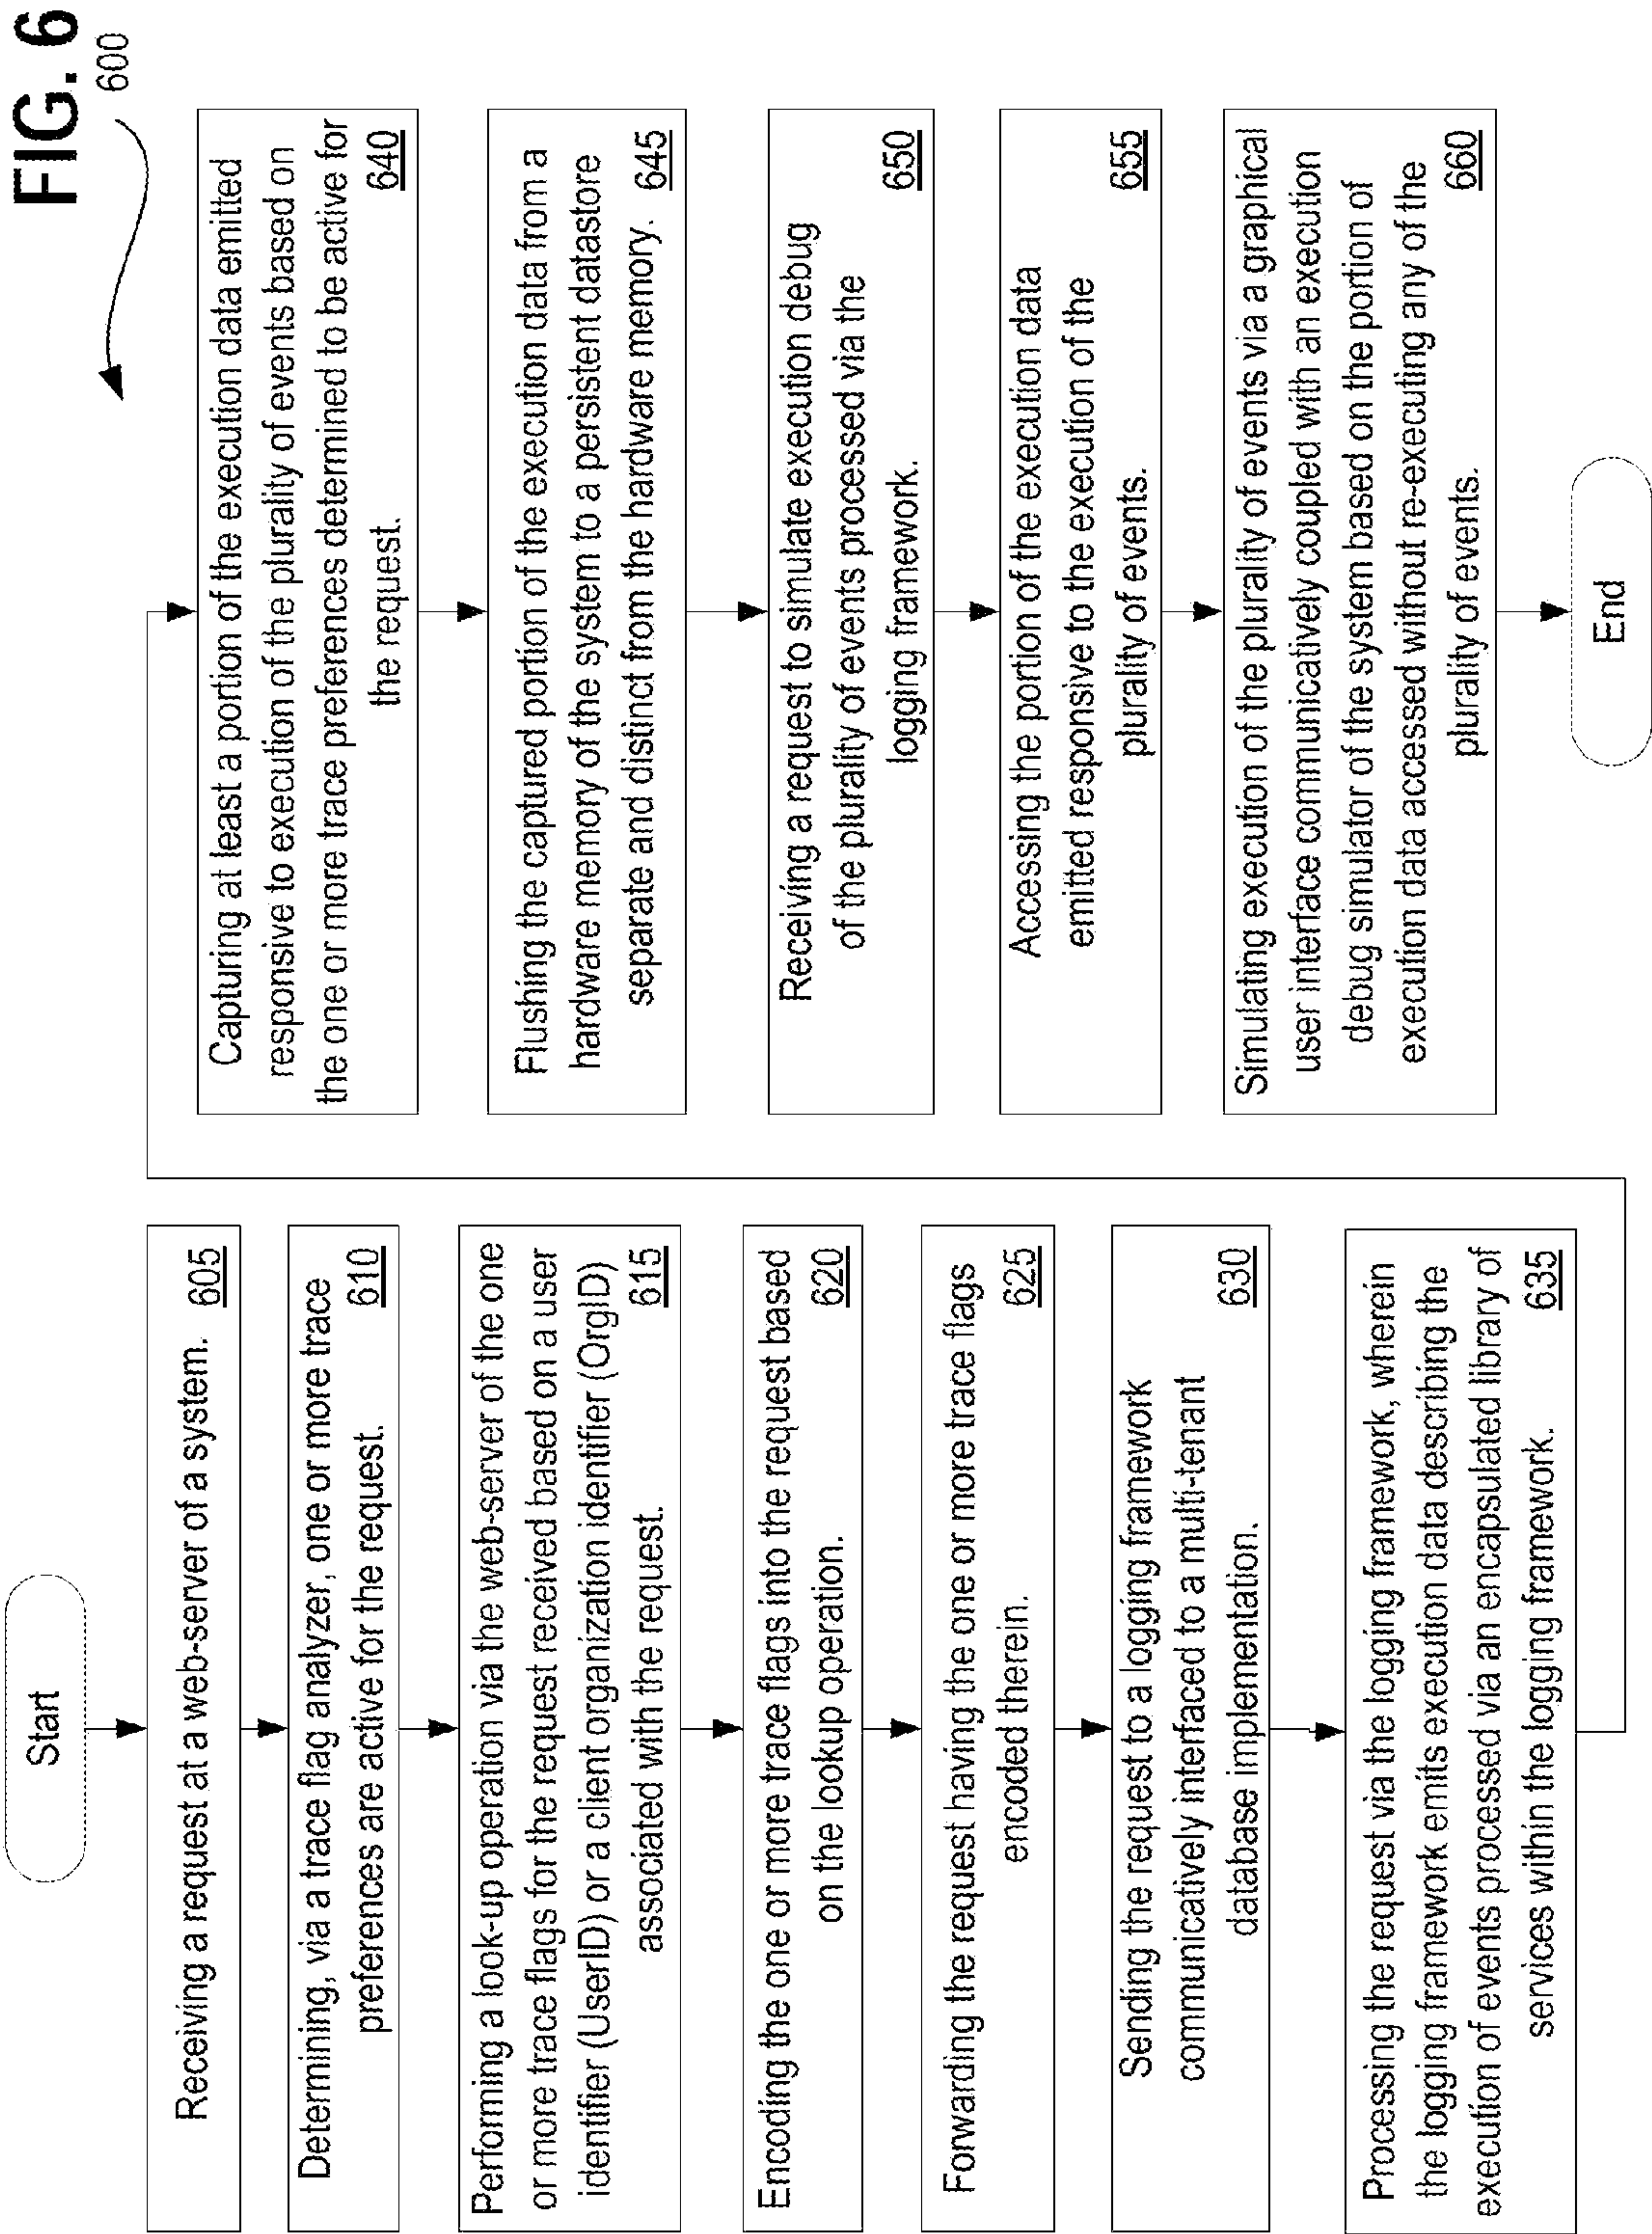 FIG. 6
600
Start
Receiving a request at a web-server of a system. 605
Determining, via a trace flag analyzer, one or more trace
preferences are active for the request. 610
Performing a look-up operation via the web-server of the one
or more trace flags for the request received based on a user
identifier (UserID) or a client organization identifier (OrgID)
associated with the request. 615
Encoding the one or more trace flags into the request based
on the lookup operation. 620
Forwarding the request having the one or more trace flags
encoded therein. 625
Sending the request to a logging framework
communicatively interfaced to a multi-tenant
database implementation. 630
Processing the request via the logging framework, wherein
the logging framework emits execution data describing the
execution of events processed via an encapsulated library of
services within the logging framework. 635
Capturing at least a portion of the execution data emitted
responsive to execution of the plurality of events based on
the one or more trace preferences determined to be active for
the request. 640
Flushing the captured portion of the execution data from a
hardware memory of the system to a persistent datastore
separate and distinct from the hardware memory. 645
Receiving a request to simulate execution debug
of the plurality of events processed via the
logging framework. 650
Accessing the portion of the execution data
emitted responsive to the execution of the
plurality of events. 655
Simulating execution of the plurality of events via a graphical
user interface communicatively coupled with an execution
debug simulator of the system based on the portion of
execution data accessed without re-executing any of the
plurality of events. 660
End